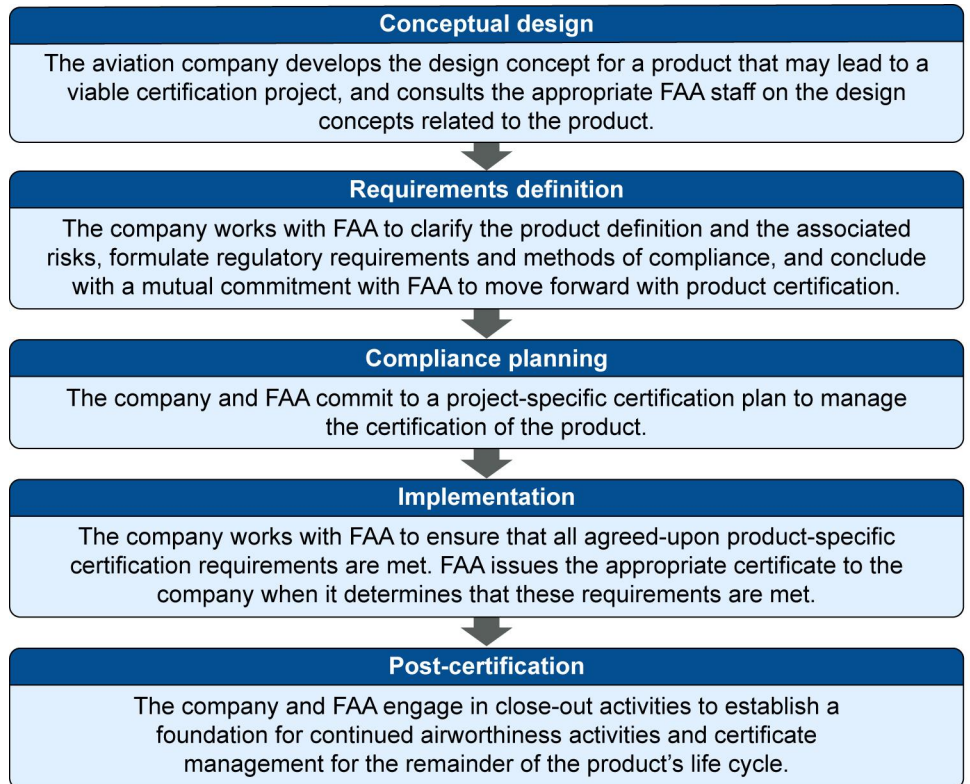 Conceptual design
The aviation company develops the design concept for a product that may lead to a
viable certification project, and consults the appropriate FAA staff on the design
concepts related to the product.
Requirements definition
The company works with FAA to clarify the product definition and the associated
risks, formulate regulatory requirements and methods of compliance, and conclude
with a mutual commitment with FAA to move forward with product certification.
Compliance planning
The company and FAA commit to a project-specific certification plan to manage
the certification of the product.
Implementation
The company works with FAA to ensure that all agreed-upon product-specific
certification requirements are met. FAA issues the appropriate certificate to the
company when it determines that these requirements are met.
Post-certification
The company and FAA engage in close-out activities to establish a
foundation for continued airworthiness activities and certificate
management for the remainder of the product's life cycle.